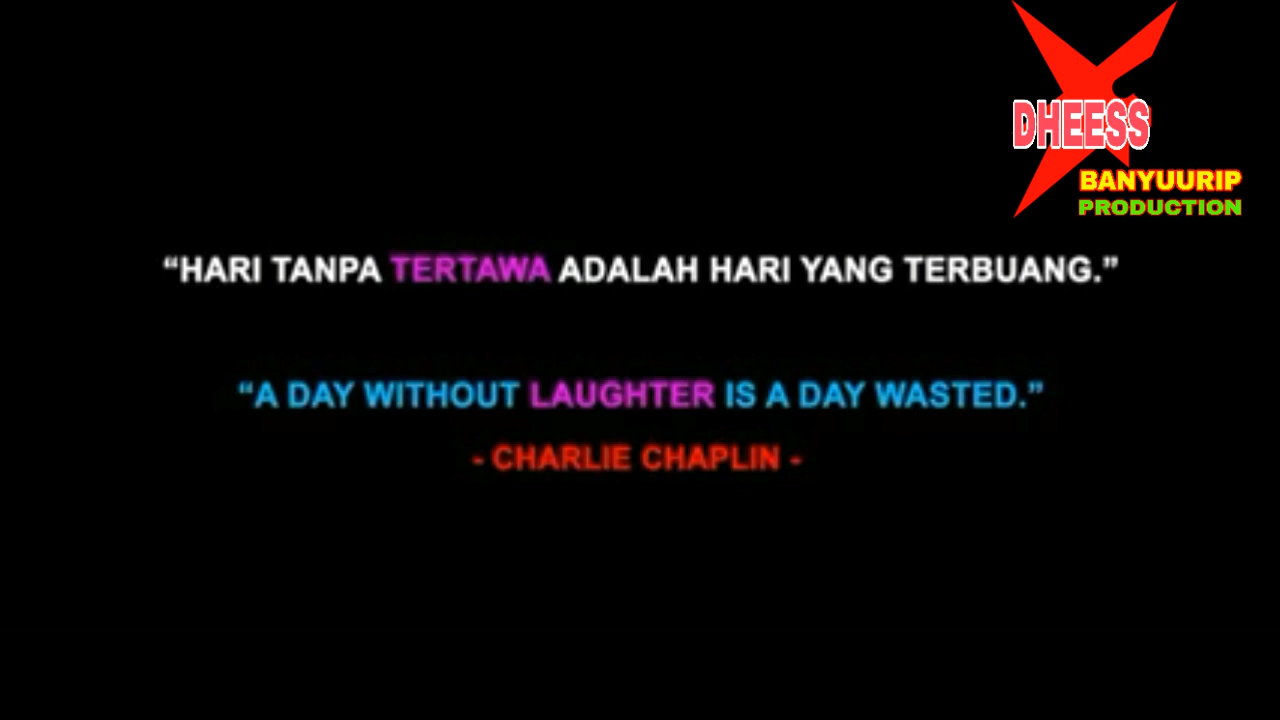 DHEESS
BANYUURIP
PRODUCTION
“HARI TANPA TERTAWA ADALAH HARI YANG TERBUANG.”
“A DAY WITHOUT LAUGHTER IS A DAY WASTED.”
- CHARLIE CHAPLIN -